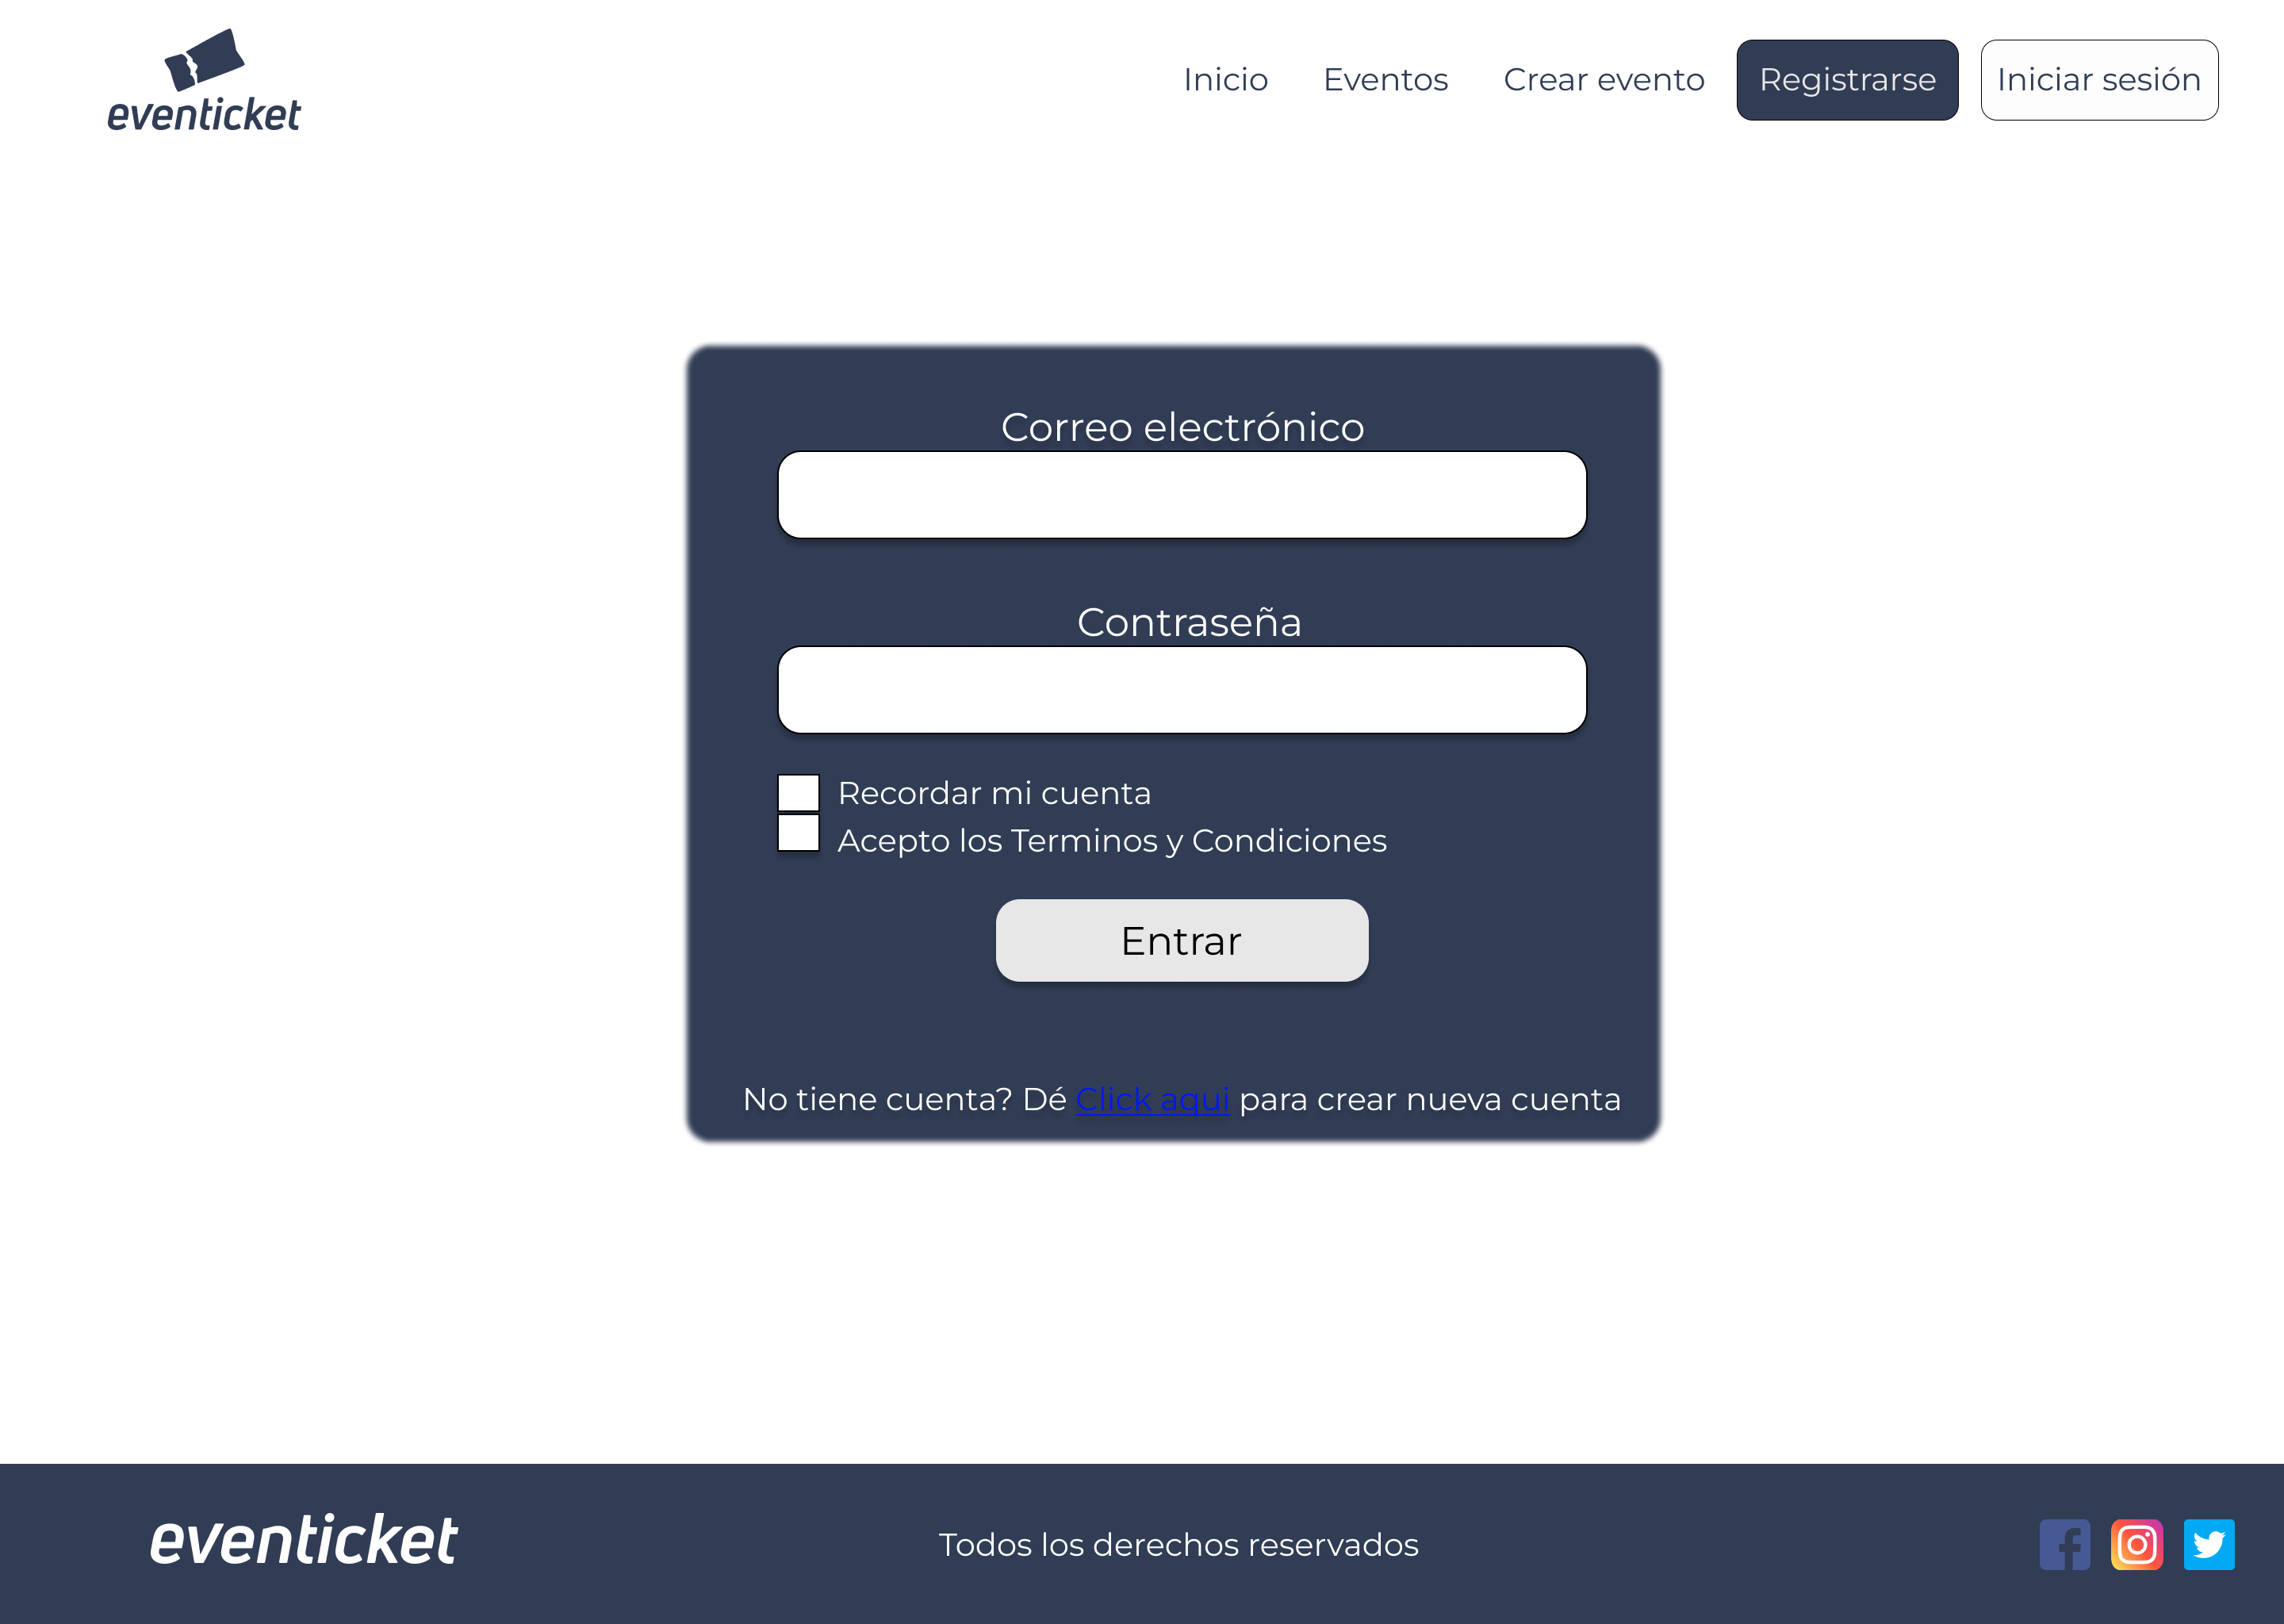 eventicket
Inicio
Eventos
Crear evento
Registrarse
Iniciar sesión
Correo electrónico
Contraseña
Recordar mi cuenta
Acepto los Terminos y Condiciones
Entrar
No tiene cuenta? Dé Click aqui para crear nueva cuenta
eventicket
Todos los derechos reservados